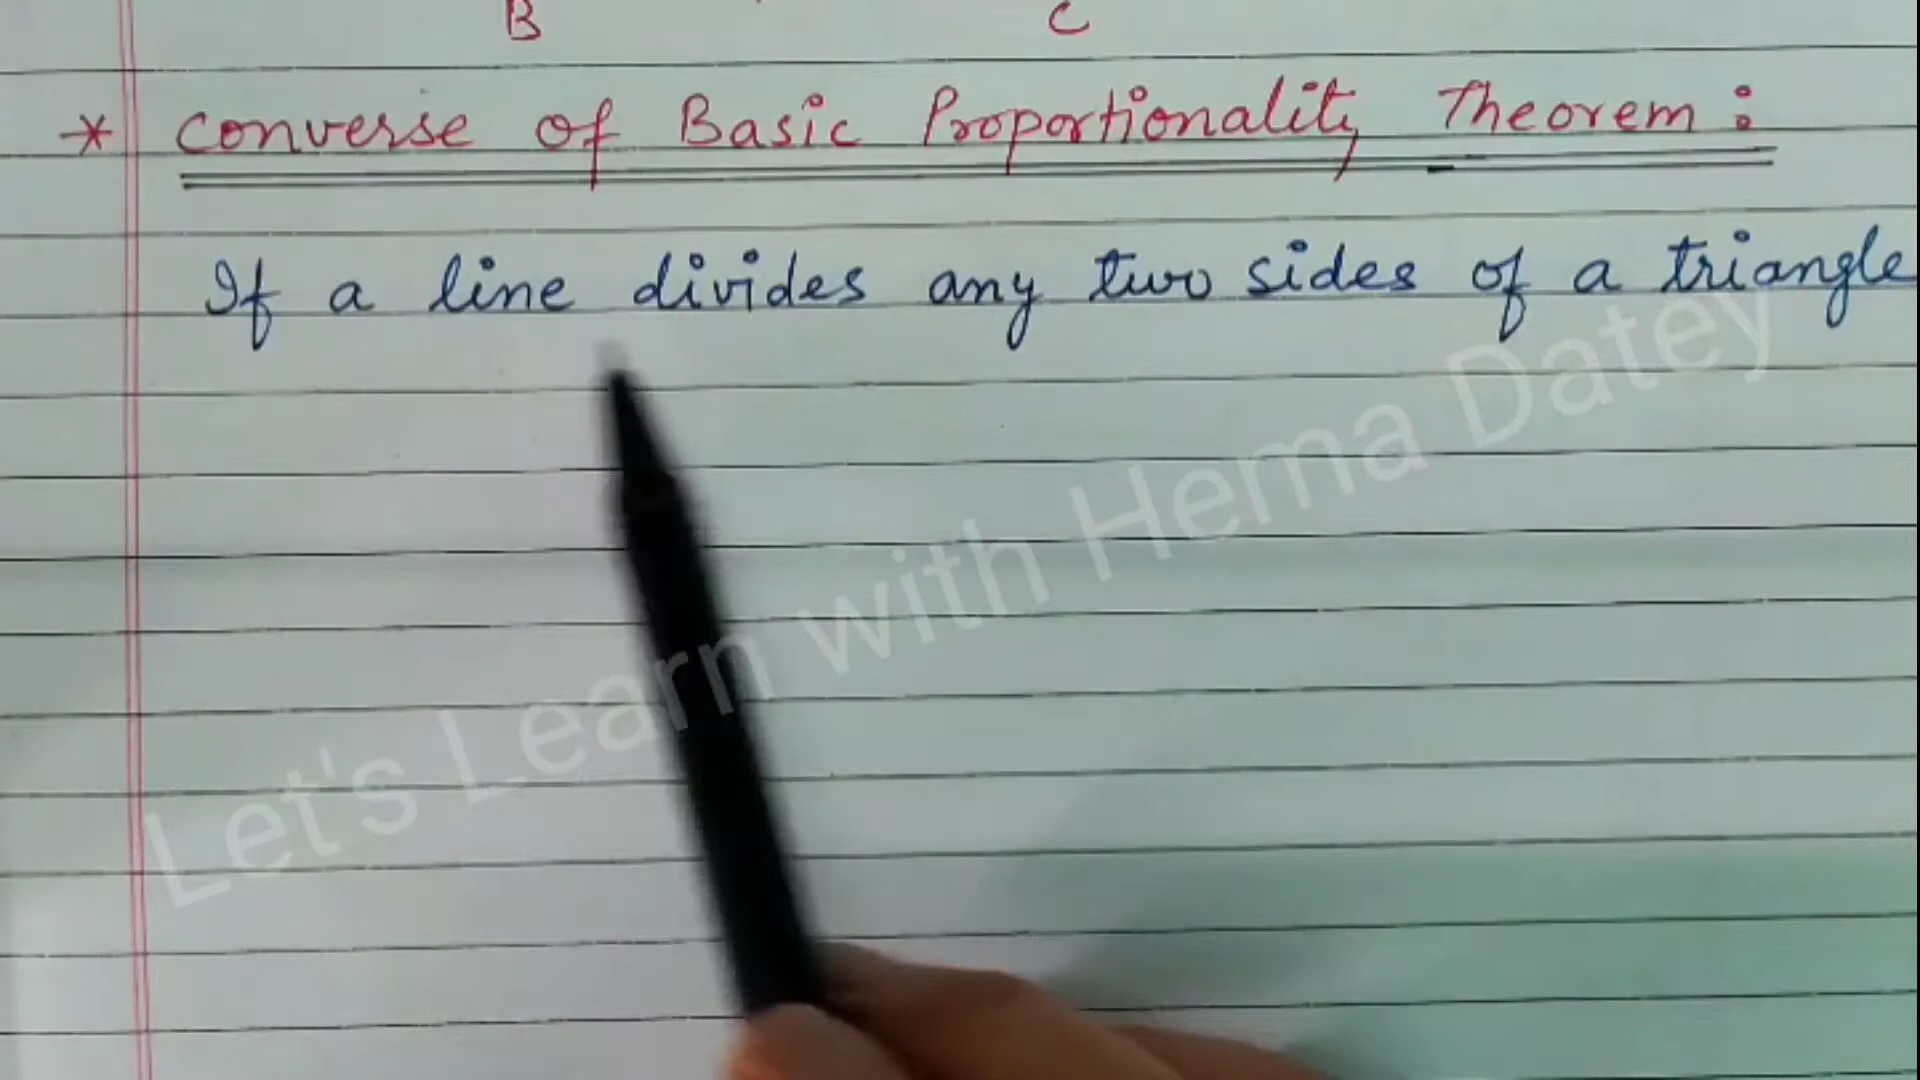 B C
* Converse of Basic Proportionality Theorem :
If a line divides any two sides of a triangle
Let's Learn with Hema Datey